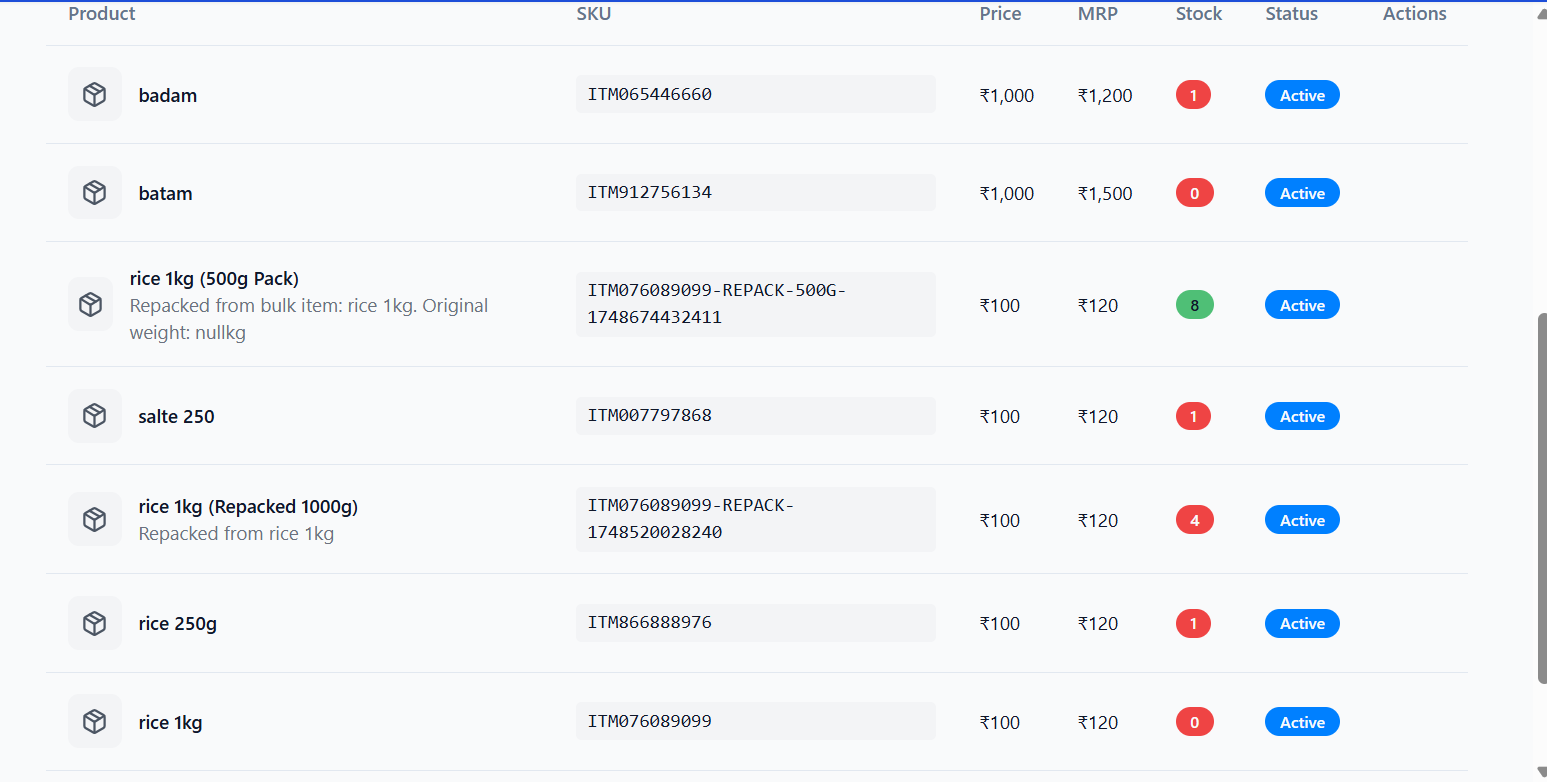 Product SKU Price MRP Stock Status Actions
badam ITM065446660 ₹1,000 ₹1,200 1 Active
batam ITM912756134 ₹1,000 ₹1,500 0 Active
rice 1kg (500g Pack)
Repacked from bulk item: rice 1kg. Original
weight: nullkg
ITM076089099-REPACK-500G-
1748674432411
₹100 ₹120 8 Active
salte 250 ITM007797868 ₹100 ₹120 1 Active
rice 1kg (Repacked 1000g)
Repacked from rice 1kg
ITM076089099-REPACK-
1748520028240
₹100 ₹120 4 Active
rice 250g ITM866888976 ₹100 ₹120 1 Active
rice 1kg ITM076089099 ₹100 ₹120 0 Active